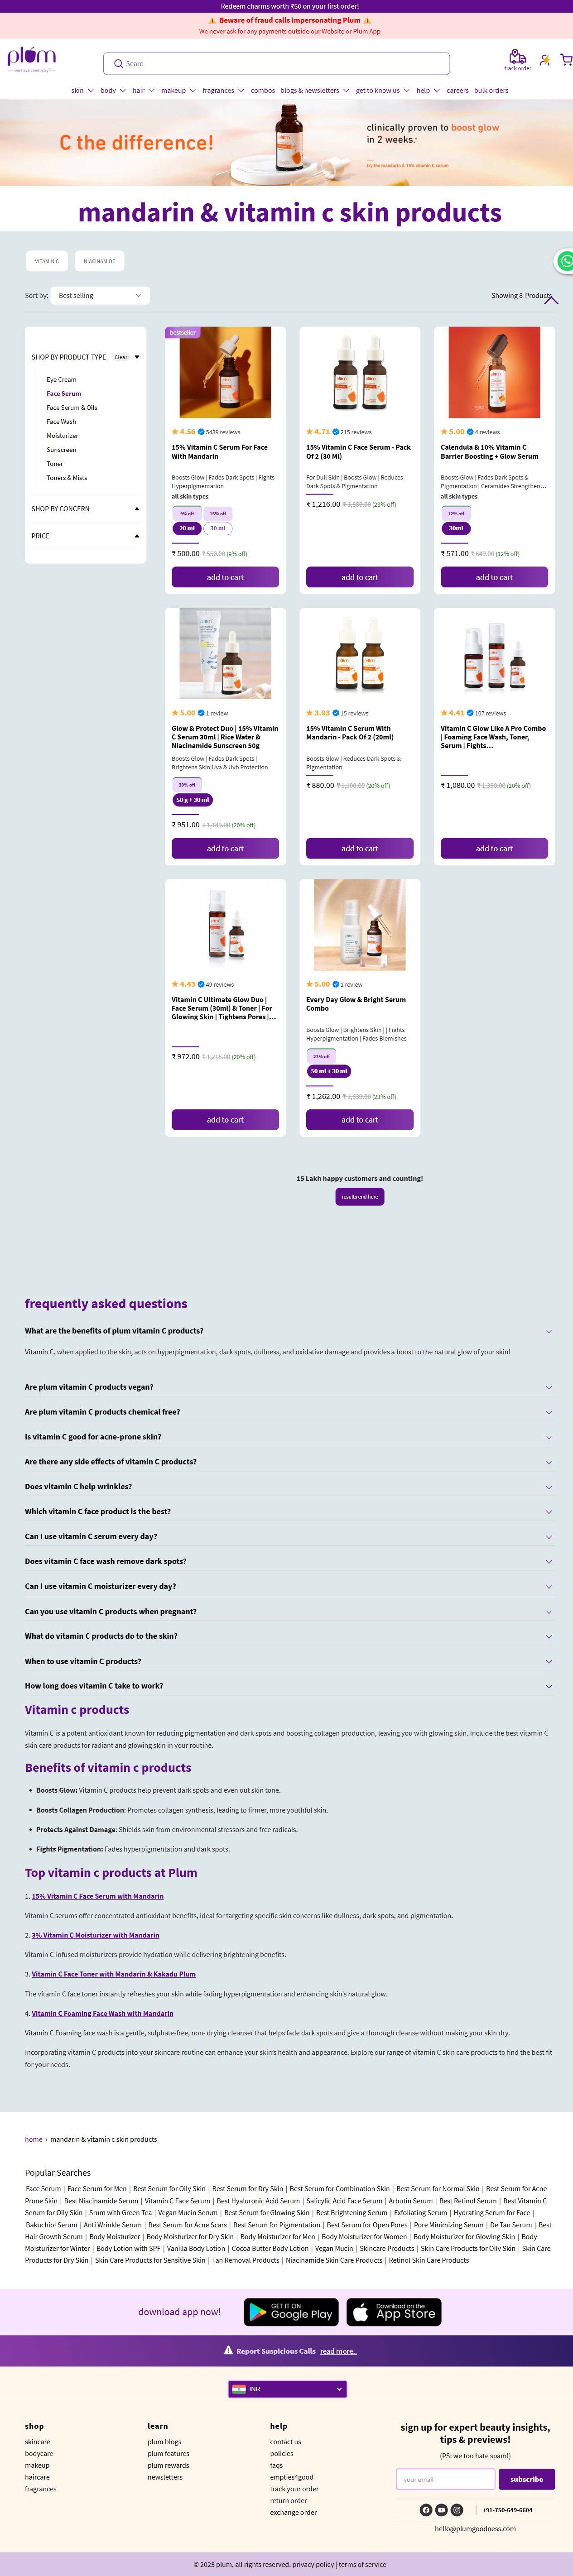 Redeem charms worth ₹50 on your first order!
⚠️ Beware of fraud calls impersonating Plum ⚠️
We never ask for any payments outside our Website or Plum App
plum
Searc
track order
skin body hair makeup fragrances combos blogs & newsletters get to know us help careers bulk orders
C the difference!
clinically proven to boost glow
in 2 weeks.
mandarin & vitamin c skin products
VITAMIN C NIACINAMIDE
Sort by: Best selling
Showing 8 Products
SHOP BY PRODUCT TYPE Clear
Eye Cream
Face Serum
Face Serum & Oils
Face Wash
Moisturizer
Sunscreen
Toner
Toners & Mists
SHOP BY CONCERN
PRICE
bestseller
4.56 5439 reviews
15% Vitamin C Serum For Face
With Mandarin
Boosts Glow | Fades Dark Spots | Fights
Hyperpigmentation
all skin types
9% off 15% off
20 ml 30 ml
₹ 500.00 ₹ 550.00 (9% off)
add to cart
4.71 215 reviews
15% Vitamin C Face Serum - Pack
Of 2 (30 Ml)
For Dull Skin | Boosts Glow | Reduces
Dark Spots & Pigmentation
₹ 1,216.00 ₹ 1,580.00 (23% off)
add to cart
5.00 4 reviews
Calendula & 10% Vitamin C
Barrier Boosting + Glow Serum
Boosts Glow | Fades Dark Spots &
Pigmentation | Ceramides Strengthen...
all skin types
12% off
30ml
₹ 571.00 ₹ 649.00 (12% off)
add to cart
5.00 1 review
Glow & Protect Duo | 15% Vitamin
C Serum 30ml | Rice Water &
Niacinamide Sunscreen 50g
Boosts Glow | Fades Dark Spots |
Brightens Skin|Uva & Uvb Protection
20% off
50 g + 30 ml
₹ 951.00 ₹ 1,189.00 (20% off)
add to cart
3.93 15 reviews
15% Vitamin C Serum With
Mandarin - Pack Of 2 (20ml)
Boosts Glow | Reduces Dark Spots &
Pigmentation
₹ 880.00 ₹ 1,100.00 (20% off)
add to cart
4.41 107 reviews
Vitamin C Glow Like A Pro Combo
| Foaming Face Wash, Toner,
Serum | Fights...
₹ 1,080.00 ₹ 1,350.00 (20% off)
add to cart
4.43 49 reviews
Vitamin C Ultimate Glow Duo |
Face Serum (30ml) & Toner | For
Glowing Skin | Tightens Pores |...
₹ 972.00 ₹ 1,215.00 (20% off)
add to cart
5.00 1 review
Every Day Glow & Bright Serum
Combo
Boosts Glow | Brightens Skin | | Fights
Hyperpigmentation | Fades Blemishes
23% off
50 ml + 30 ml
₹ 1,262.00 ₹ 1,639.00 (23% off)
add to cart
15 Lakh happy customers and counting!
results end here
frequently asked questions
What are the benefits of plum vitamin C products?
Vitamin C, when applied to the skin, acts on hyperpigmentation, dark spots, dullness, and oxidative damage and provides a boost to the natural glow of your skin!
Are plum vitamin C products vegan?
Are plum vitamin C products chemical free?
Is vitamin C good for acne-prone skin?
Are there any side effects of vitamin C products?
Does vitamin C help wrinkles?
Which vitamin C face product is the best?
Can I use vitamin C serum every day?
Does vitamin C face wash remove dark spots?
Can I use vitamin C moisturizer every day?
Can you use vitamin C products when pregnant?
What do vitamin C products do to the skin?
When to use vitamin C products?
How long does vitamin C take to work?
Vitamin c products
Vitamin C is a potent antioxidant known for reducing pigmentation and dark spots and boosting collagen production, leaving you with glowing skin. Include the best vitamin C
skin care products for radiant and glowing skin in your routine.
Benefits of vitamin c products
• Boosts Glow: Vitamin C products help prevent dark spots and even out skin tone.
• Boosts Collagen Production: Promotes collagen synthesis, leading to firmer, more youthful skin.
• Protects Against Damage: Shields skin from environmental stressors and free radicals.
• Fights Pigmentation: Fades hyperpigmentation and dark spots.
Top vitamin c products at Plum
1. 15% Vitamin C Face Serum with Mandarin
Vitamin C serums offer concentrated antioxidant benefits, ideal for targeting specific skin concerns like dullness, dark spots, and pigmentation.
2. 3% Vitamin C Moisturizer with Mandarin
Vitamin C-infused moisturizers provide hydration while delivering brightening benefits.
3. Vitamin C Face Toner with Mandarin & Kakadu Plum
The vitamin C face toner instantly refreshes your skin while fading hyperpigmentation and enhancing skin's natural glow.
4. Vitamin C Foaming Face Wash with Mandarin
Vitamin C Foaming face wash is a gentle, sulphate-free, non- drying cleanser that helps fade dark spots and give a thorough cleanse without making your skin dry.
Incorporating vitamin C products into your skincare routine can enhance your skin's health and appearance. Explore our range of vitamin C skin care products to find the best fit
for your needs.
home › mandarin & vitamin c skin products
Popular Searches
Face Serum | Face Serum for Men | Best Serum for Oily Skin | Best Serum for Dry Skin | Best Serum for Combination Skin | Best Serum for Normal Skin | Best Serum for Acne
Prone Skin | Best Niacinamide Serum | Vitamin C Face Serum | Best Hyaluronic Acid Serum | Salicylic Acid Face Serum | Arbutin Serum | Best Retinol Serum | Best Vitamin C
Serum for Oily Skin | Srum with Green Tea | Vegan Mucin Serum | Best Serum for Glowing Skin | Best Brightening Serum | Exfoliating Serum | Hydrating Serum for Face |
Bakuchiol Serum | Anti Wrinkle Serum | Best Serum for Acne Scars | Best Serum for Pigmentation | Best Serum for Open Pores | Pore Minimizing Serum | De Tan Serum | Best
Hair Growth Serum | Body Moisturizer | Body Moisturizer for Dry Skin | Body Moisturizer for Men | Body Moisturizer for Women | Body Moisturizer for Glowing Skin | Body
Moisturizer for Winter | Body Lotion with SPF | Vanilla Body Lotion | Cocoa Butter Body Lotion | Vegan Mucin | Skincare Products | Skin Care Products for Oily Skin | Skin Care
Products for Dry Skin | Skin Care Products for Sensitive Skin | Tan Removal Products | Niacinamide Skin Care Products | Retinol Skin Care Products
download app now!
GET IT ON
Google Play
Download on the
App Store
Report Suspicious Calls read more..
INR
shop
skincare
bodycare
makeup
haircare
fragrances
learn
plum blogs
plum features
plum rewards
newsletters
help
contact us
policies
faqs
empties4good
track your order
return order
exchange order
sign up for expert beauty insights,
tips & previews!
(PS: we too hate spam!)
your email
subscribe
+91-750-649-6604
hello@plumgoodness.com
© 2025 plum, all rights reserved. privacy policy | terms of service